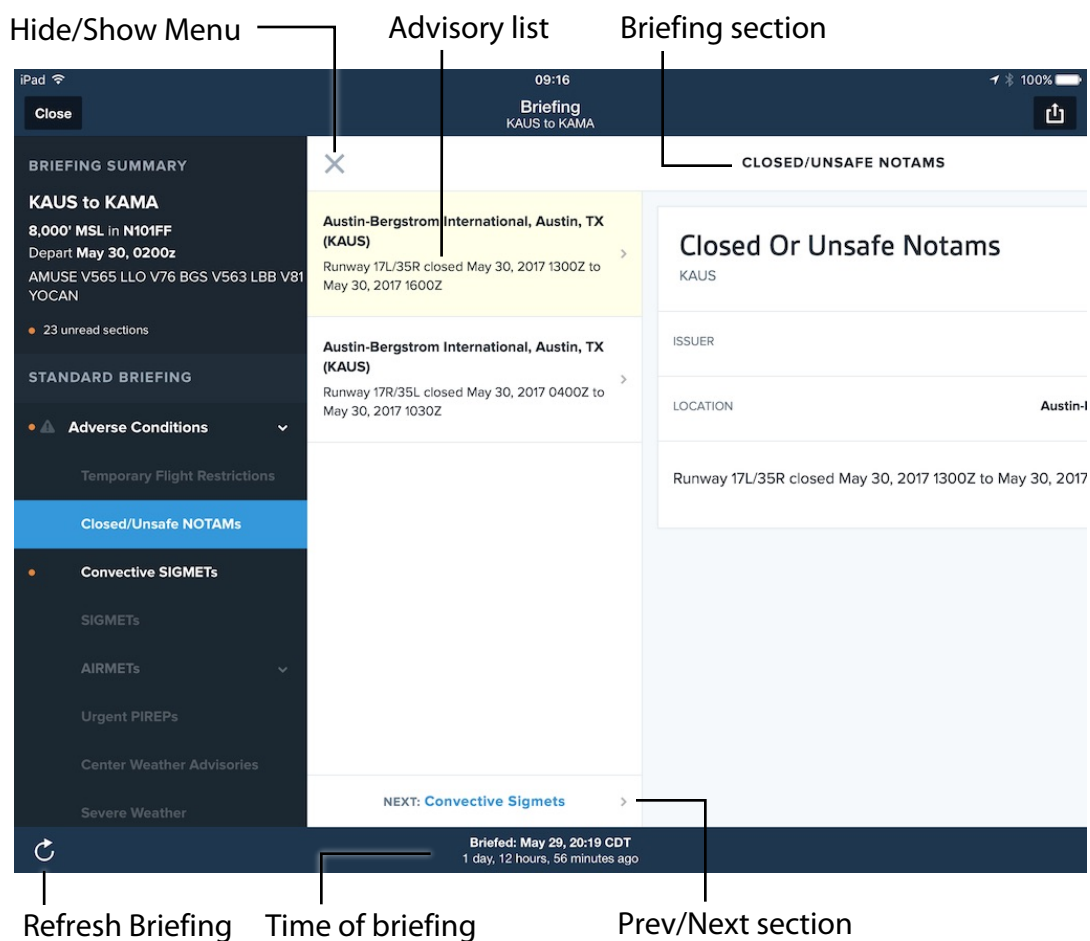 Hide/Show Menu
Advisory list
Briefing section
iPad
09:16
100%
Close
Briefing
KAUS to KAMA
BRIEFING SUMMARY
KAUS to KAMA
8,000' MSL in N101FF
Depart May 30, 0200z
AMUSE V565 LLO V76 BGS V563 LBB V81
YOCAN
23 unread sections
STANDARD BRIEFING
Adverse Conditions
Temporary Flight Restrictions
Closed/Unsafe NOTAMs
Convective SIGMETs
SIGMETs
AIRMETs
Urgent PIREPs
Center Weather Advisories
Severe Weather
Austin-Bergstrom International, Austin, TX
(KAUS)
Runway 17L/35R closed May 30, 2017 1300Z to
May 30, 2017 1600Z
Austin-Bergstrom International, Austin, TX
(KAUS)
Runway 17R/35L closed May 30, 2017 0400Z to
May 30, 2017 1030Z
NEXT: Convective Sigmets
CLOSED/UNSAFE NOTAMS
Closed Or Unsafe Notams
KAUS
ISSUER
LOCATION
Austin-
Runway 17L/35R closed May 30, 2017 1300Z to May 30, 2017
Briefed: May 29, 20:19 CDT
1 day, 12 hours, 56 minutes ago
Refresh Briefing
Time of briefing
Prev/Next section